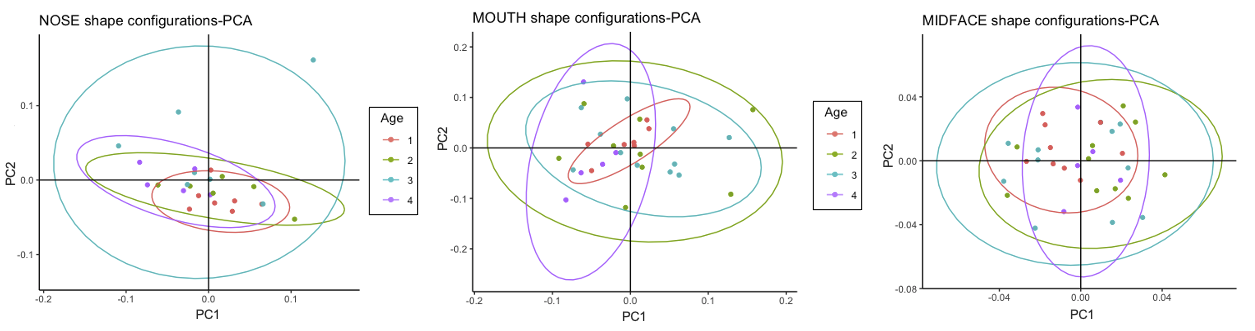 NOSE shape configurations-PCA
PC2
0.1
0.0
-0.1
-0.2
-0.1
0.0
0.1
PC1
Age
1
2
3
4
MOUTH shape configurations-PCA
PC2
0.2
0.1
0.0
-0.1
-0.2
-0.2
-0.1
0.0
0.1
0.2
PC1
Age
1
2
3
4
MIDFACE shape configurations-PCA
PC2
0.04
0.00
-0.04
-0.08
-0.04
0.00
0.04
PC1